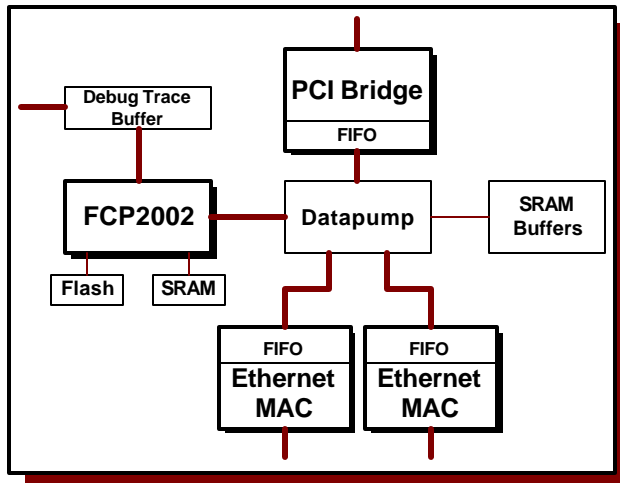 Debug Trace
Buffer
PCI Bridge
FIFO
FCP2002
Datapump
SRAM
Buffers
Flash
SRAM
FIFO
Ethernet
MAC
FIFO
Ethernet
MAC